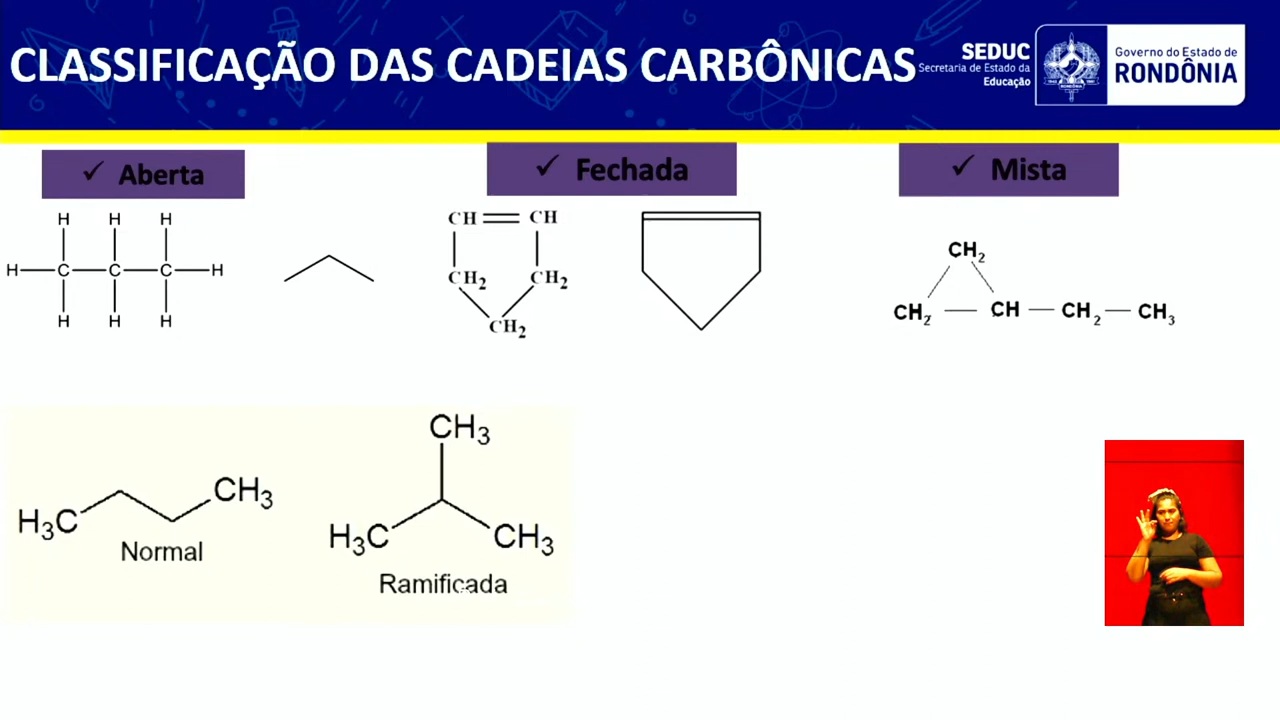 CLASSIFICAÇÃO DAS CADEIAS CARBÔNICAS
SEDUC
Secretaria de Estado da
Educação
Governo do Estado de
RONDÔNIA
✓ Aberta
✓ Fechada
✓ Mista
H H H
H C C C H
H H H
CH CH
CH2 CH2
CH2
CH2
CH2 CH CH2 CH3
H3C CH3
Normal
CH3
H3C CH3
Ramificada